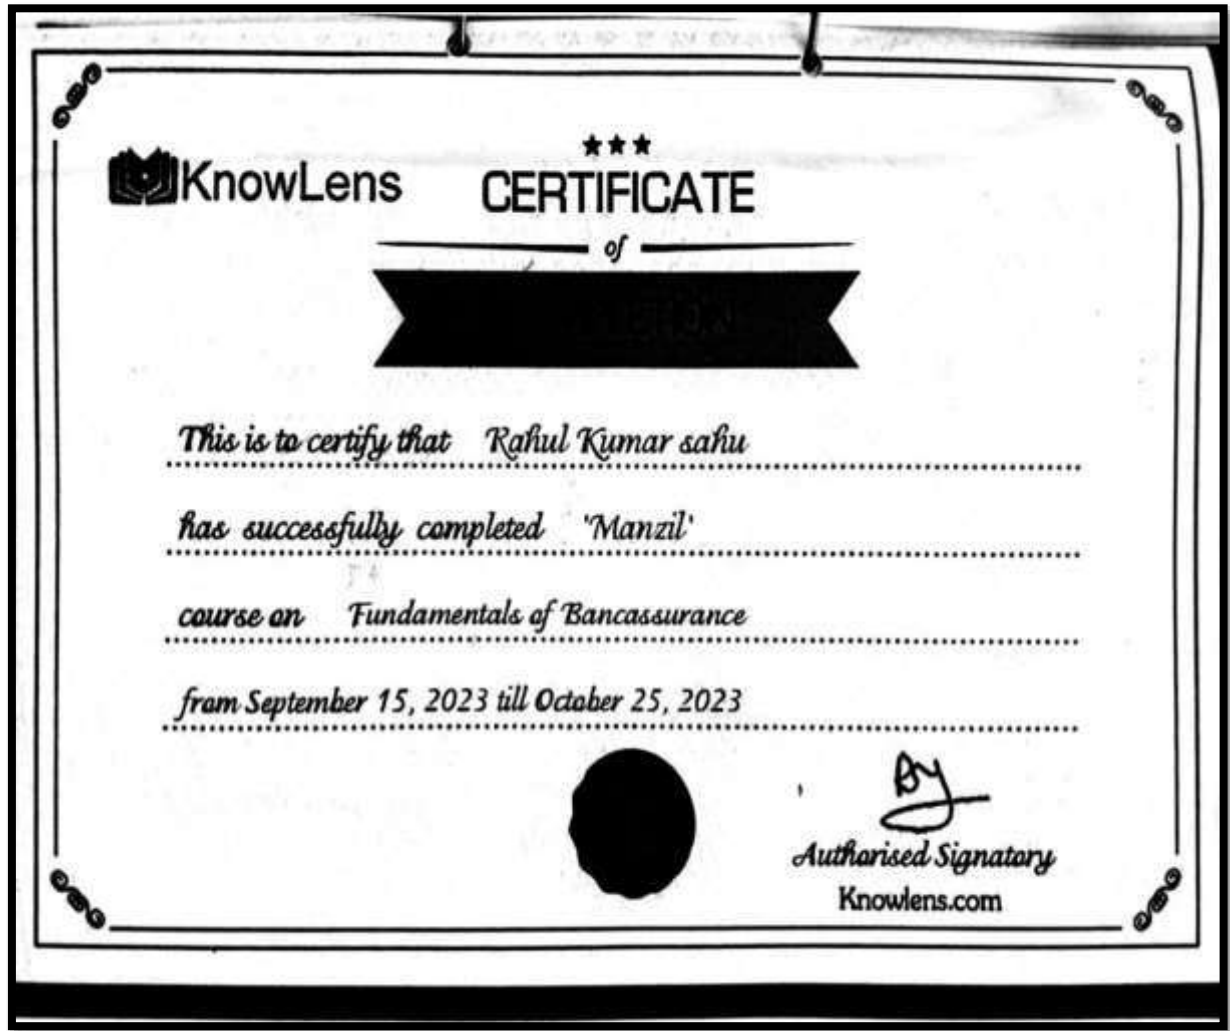 KnowLens
CERTIFICATE
of
This is to certify that Rahul Kumar sahu
has successfully completed 'Manzil'
course on Fundamentals of Bancassurance
from September 15, 2023 till October 25, 2023
Authorised Signatory
Knowlens.com